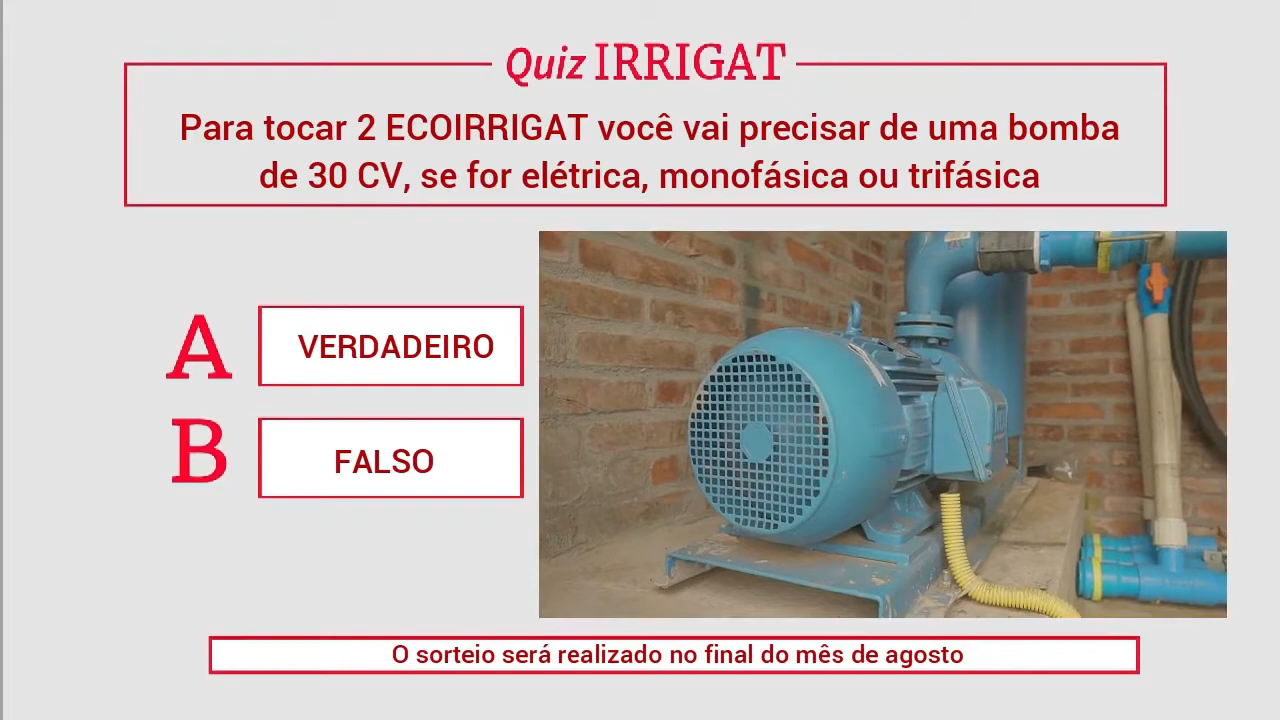 Quiz IRRIGAT
Para tocar 2 ECOIRRIGAT você vai precisar de uma bomba
de 30 CV, se for elétrica, monofásica ou trifásica
A VERDADEIRO
B FALSO
O sorteio será realizado no final do mês de agosto